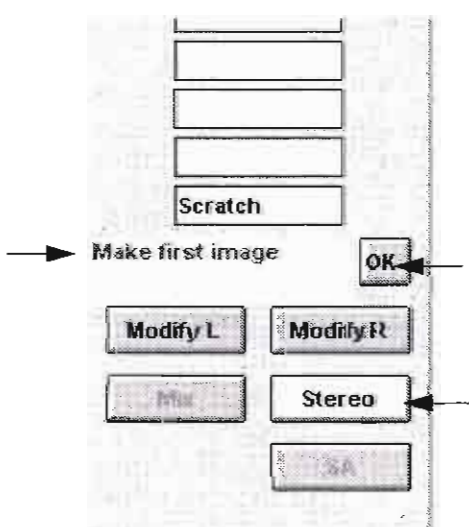 Scratch
Make first image
OK
Modify L
Modify R
Mix
Stereo
SA